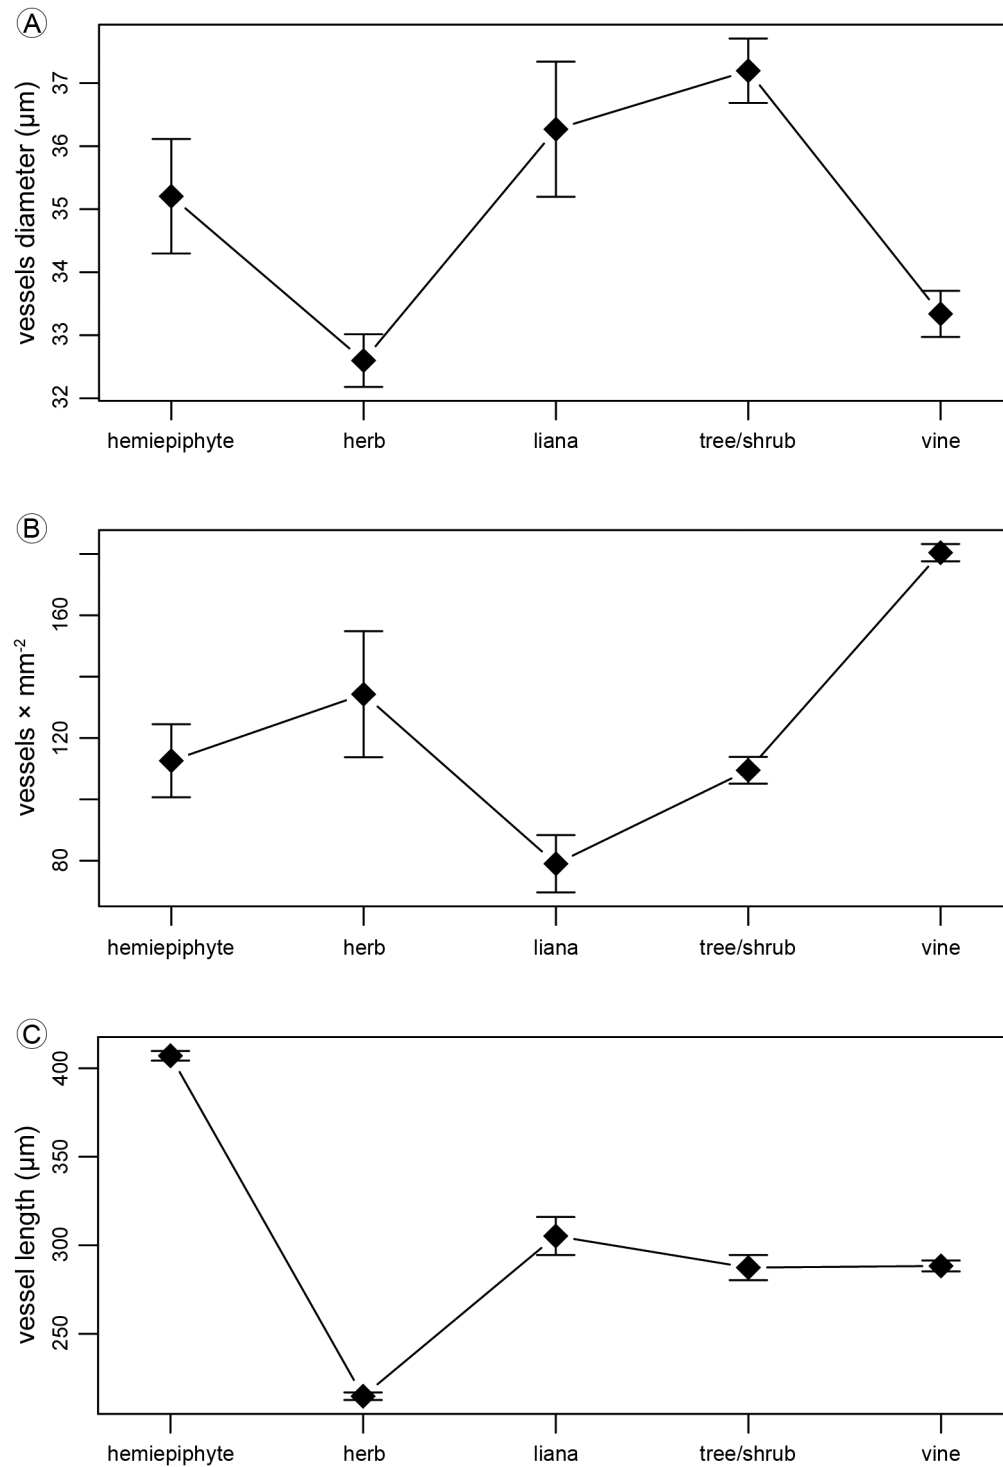 A
vessels diameter (µm)
37
36
35
34
33
32
hemiepiphyte herb liana tree/shrub vine
B
vessels × mm⁻²
160
120
80
hemiepiphyte herb liana tree/shrub vine
C
vessel length (µm)
400
350
300
250
hemiepiphyte herb liana tree/shrub vine